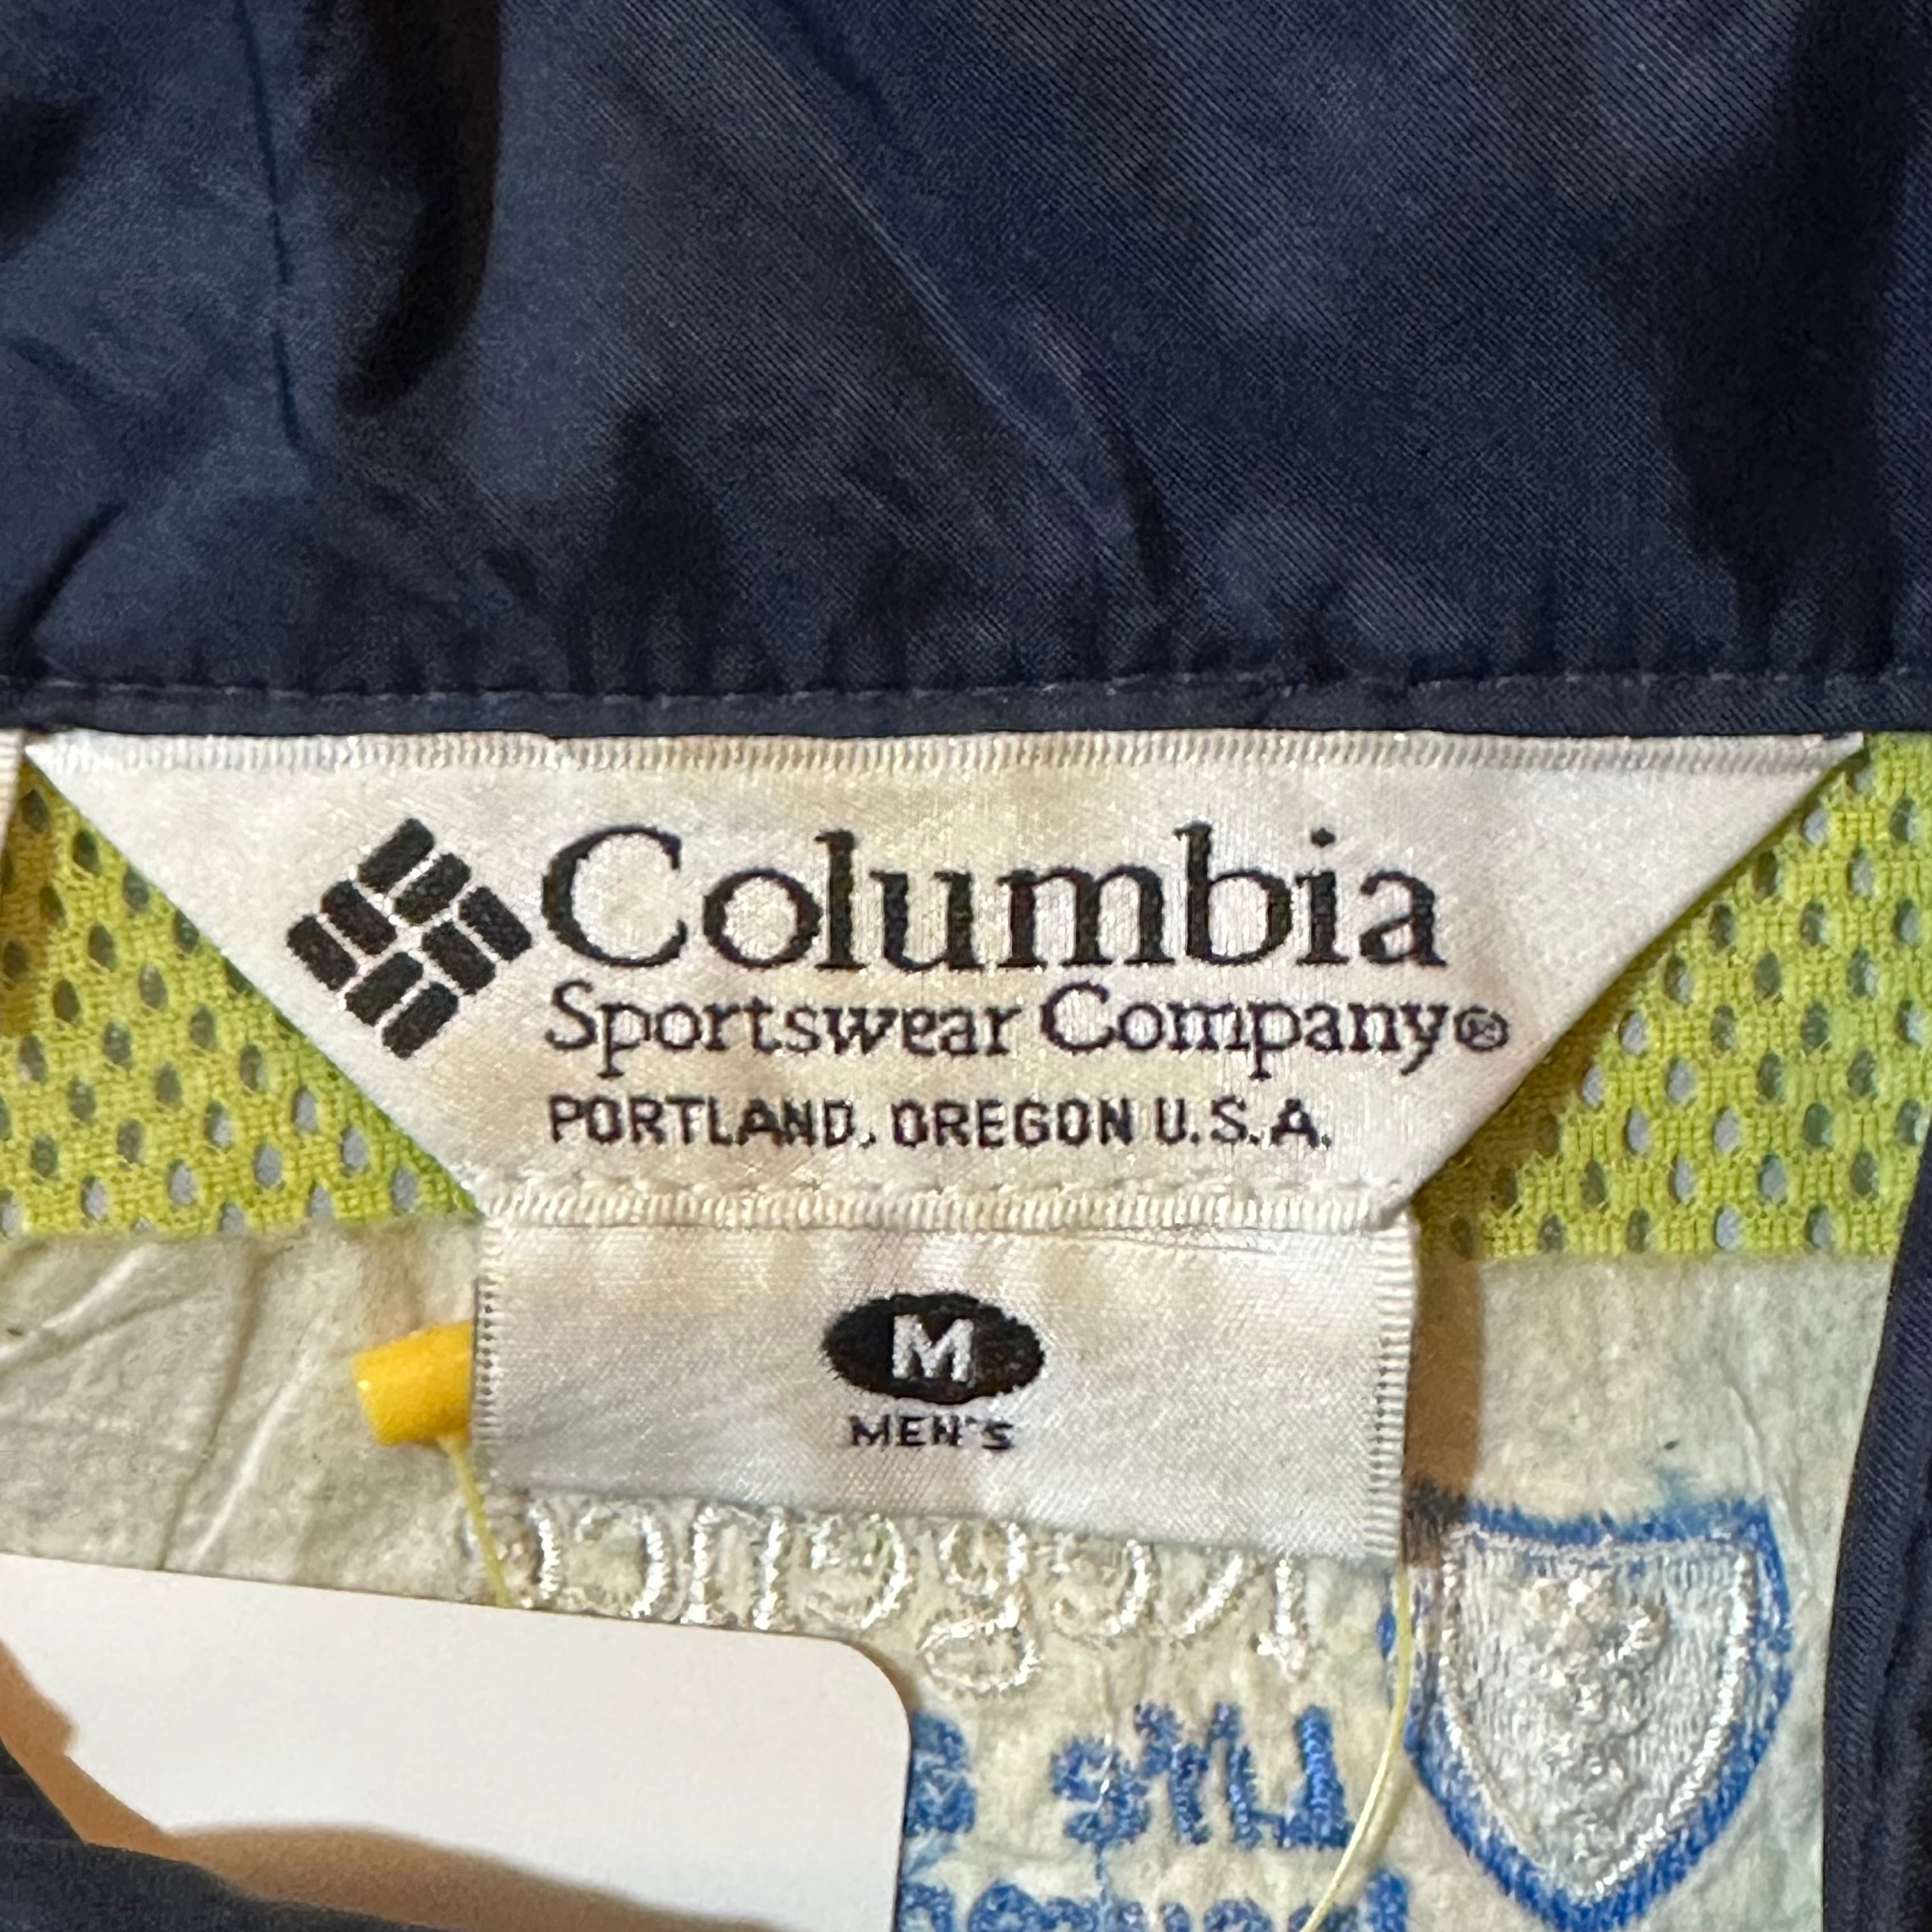 Columbia
Sportswear Company®
PORTLAND, OREGON U.S.A.
M
MEN'S